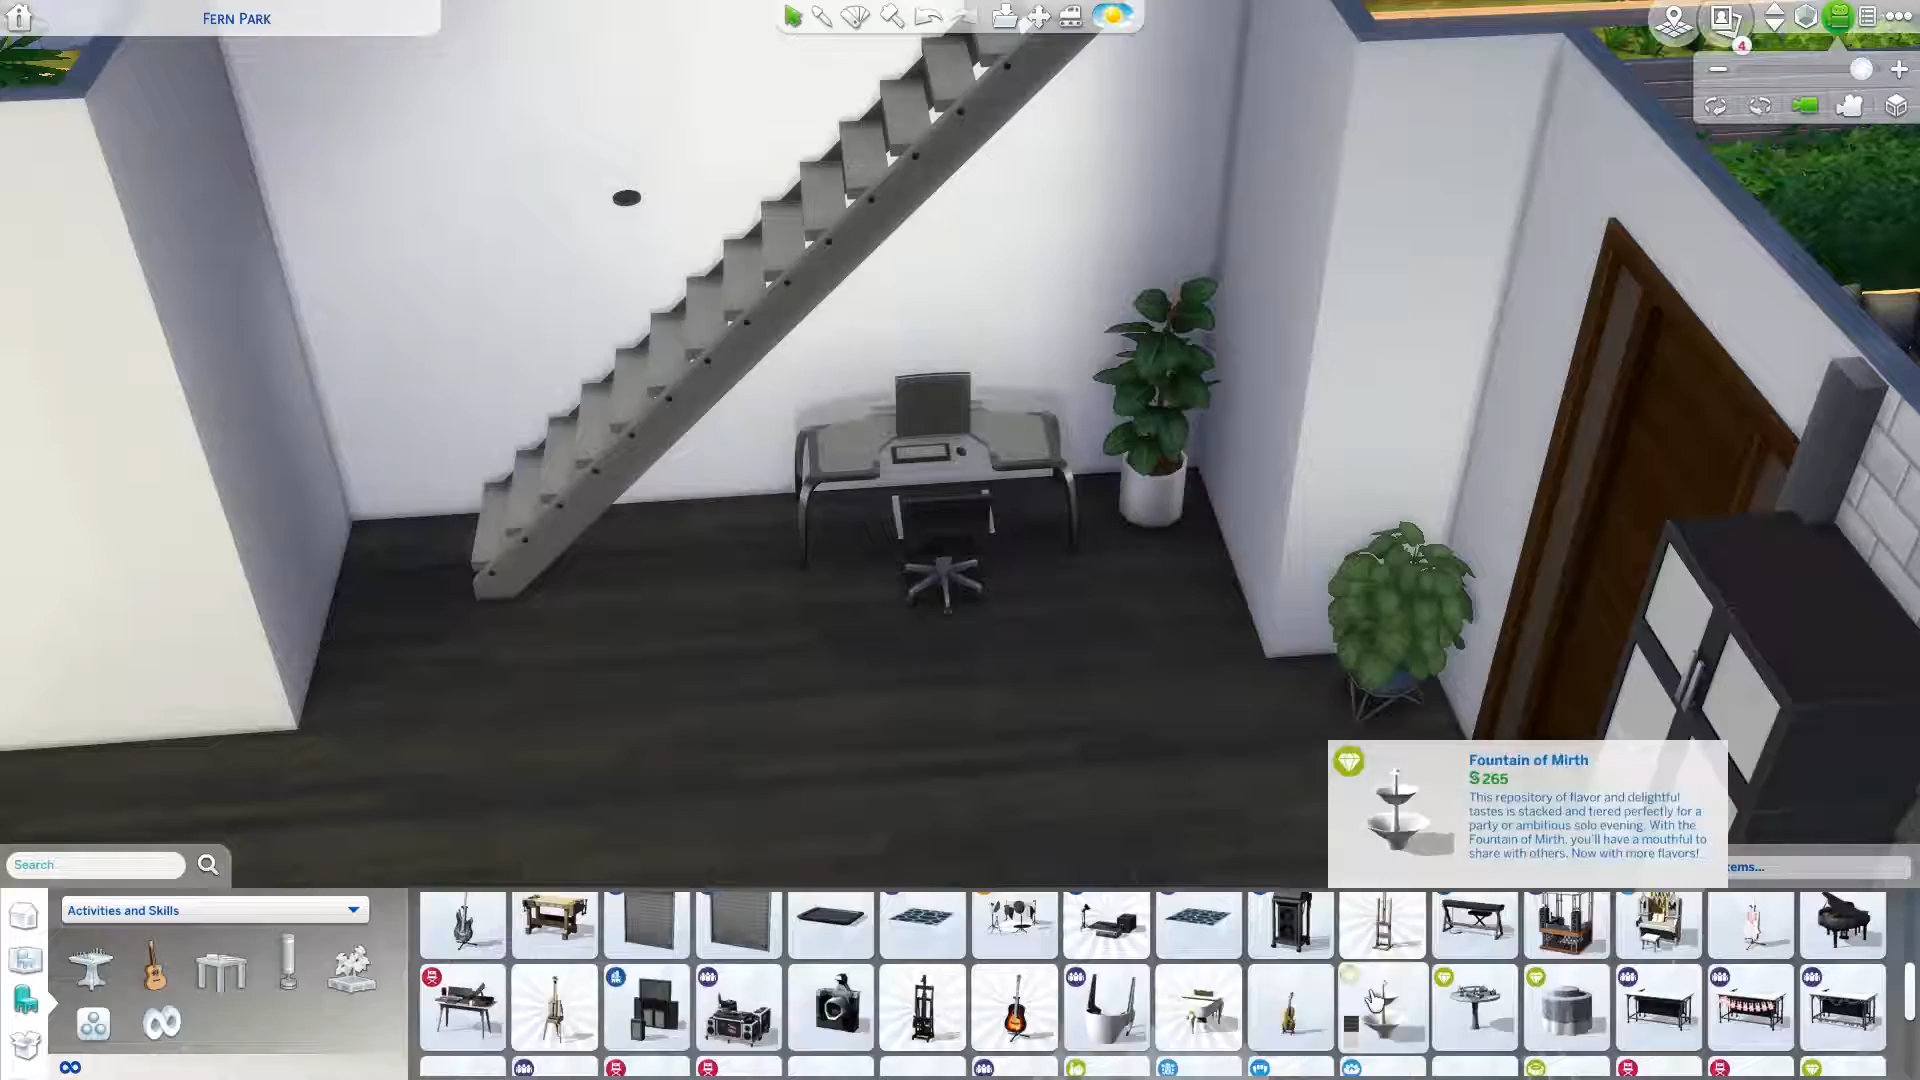 FERN PARK
4
Fountain of Mirth
§265
This repository of flavor and delightful
tastes is stacked and tiered perfectly for a
party or ambitious solo evening. With the
Fountain of Mirth, you'll have a mouthful to
share with others. Now with more flavors!
Search...
tems...
Activities and Skills